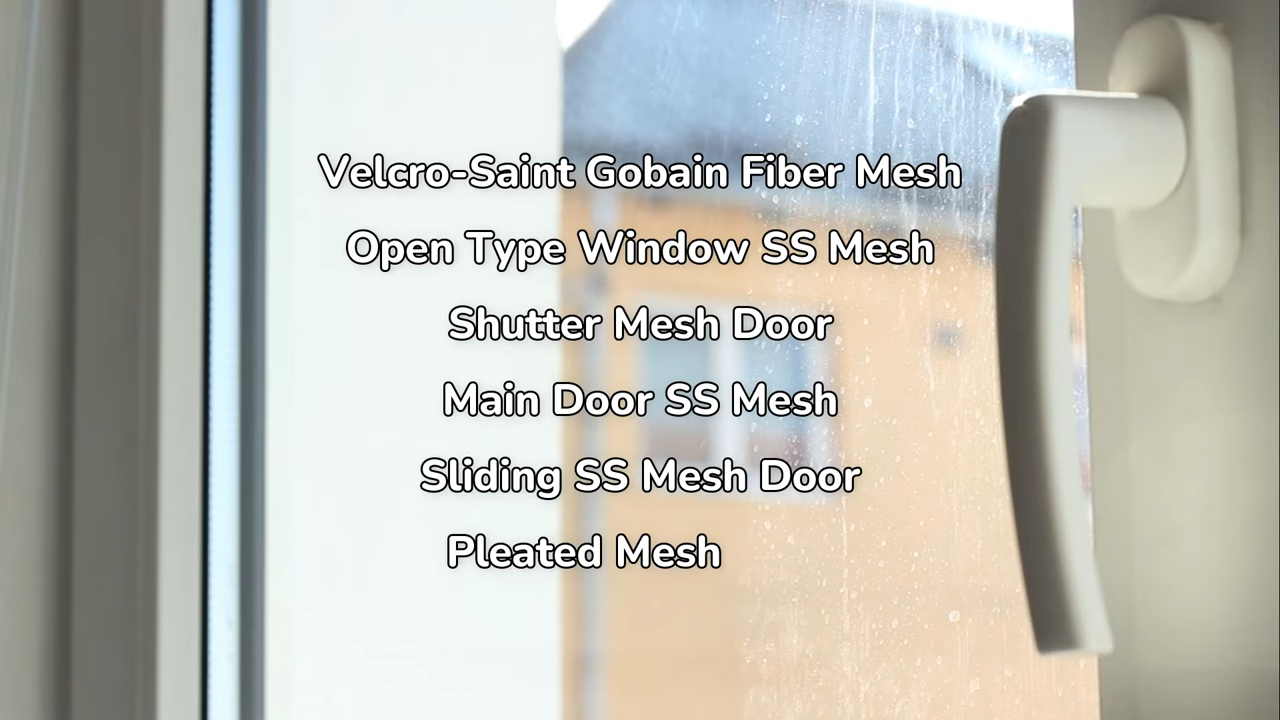 Velcro-Saint Gobain Fiber Mesh
Open Type Window SS Mesh
Shutter Mesh Door
Main Door SS Mesh
Sliding SS Mesh Door
Pleated Mesh